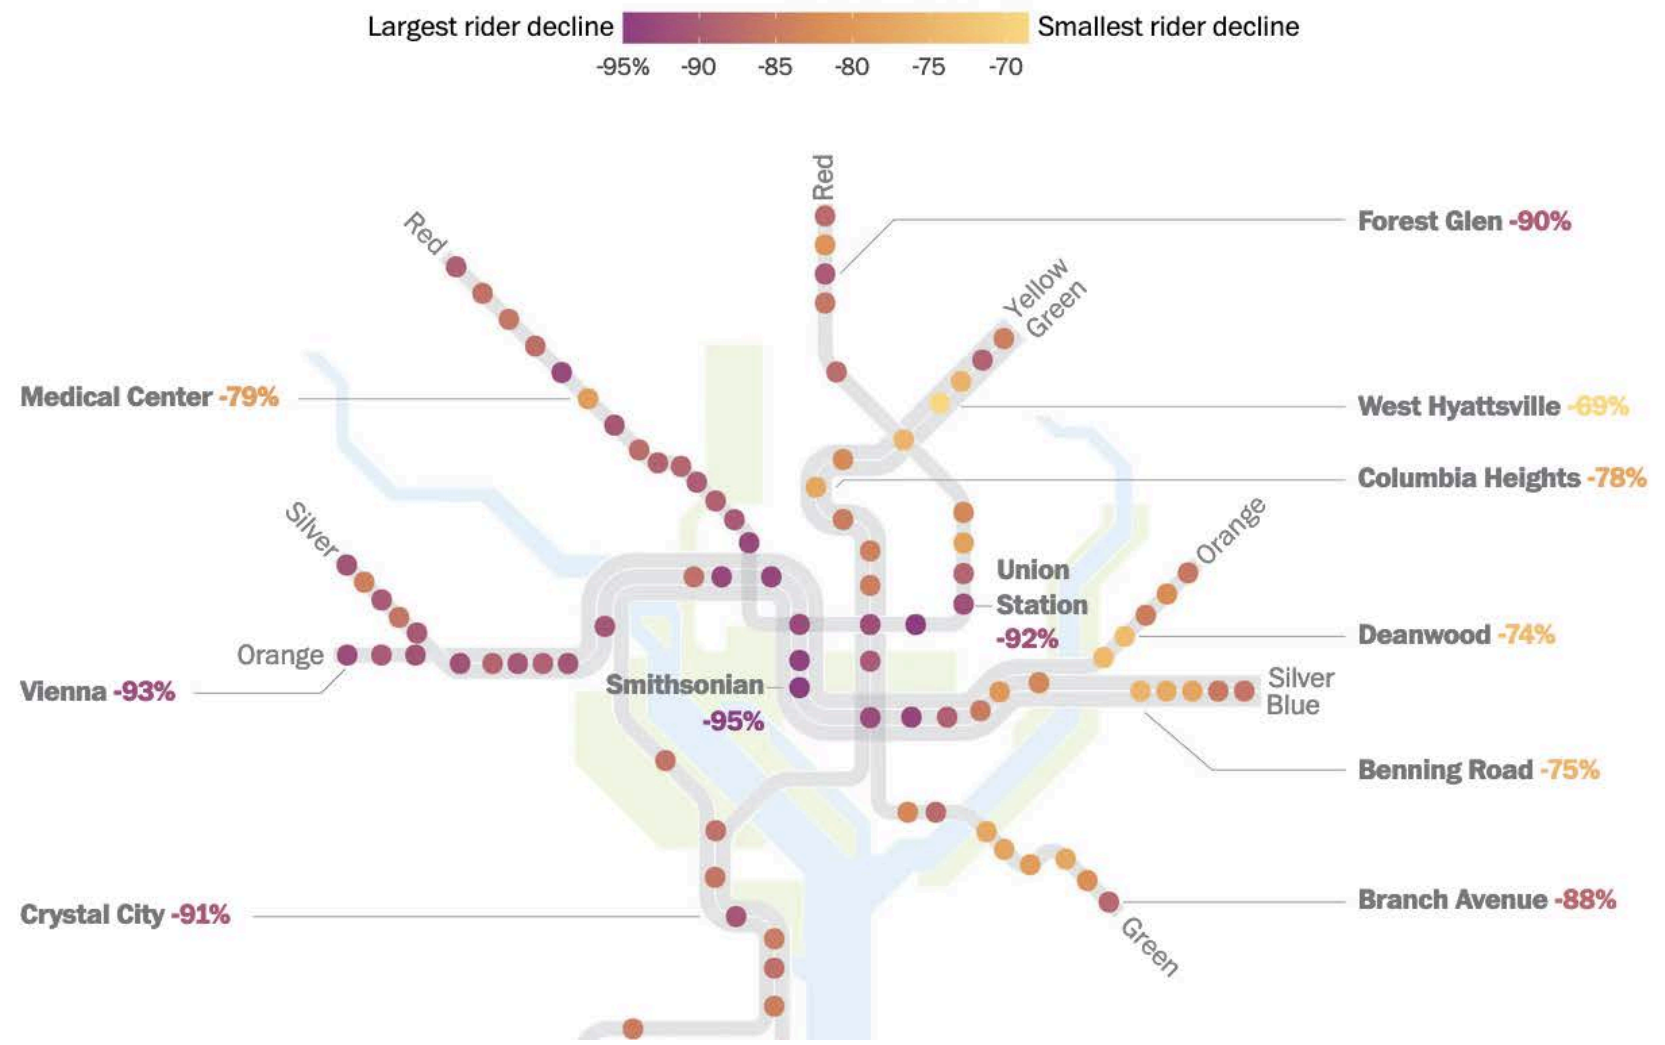 Largest rider decline Smallest rider decline
-95% -90 -85 -80 -75 -70
Red
Red
Forest Glen -90%
Yellow
Green
Medical Center -79%
West Hyattsville -69%
Columbia Heights -78%
Silver
Orange
Union
Station
-92%
Deanwood -74%
Orange
Vienna -93%
Smithsonian
-95%
Silver
Blue
Benning Road -75%
Crystal City -91%
Branch Avenue -88%
Green